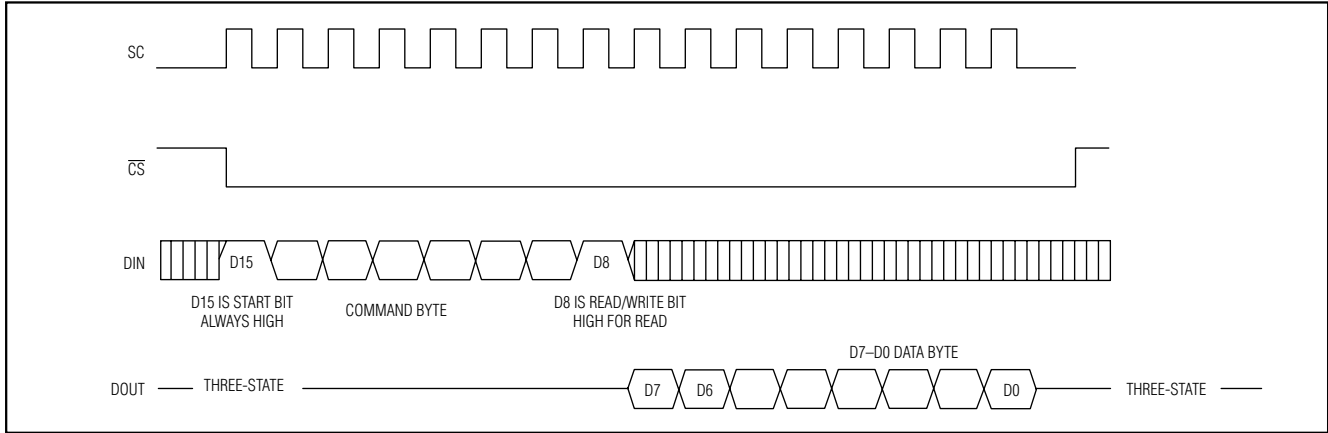 SC
CS
DIN
D15
D8
D15 IS START BIT
ALWAYS HIGH
COMMAND BYTE
D8 IS READ/WRITE BIT
HIGH FOR READ
D7–D0 DATA BYTE
DOUT
THREE-STATE
D7
D6
D0
THREE-STATE